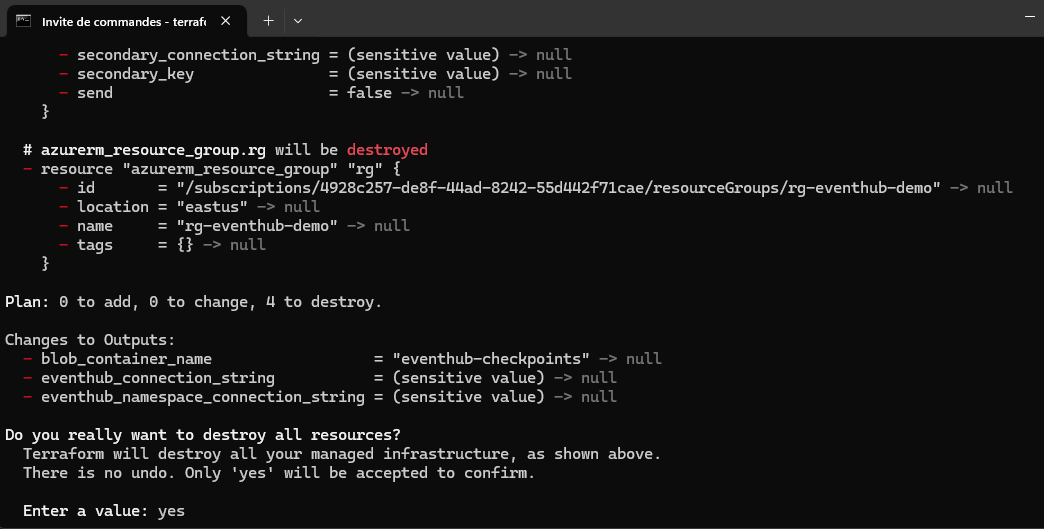 Invite de commandes - terrafo
- secondary_connection_string = (sensitive value) -> null
- secondary_key = (sensitive value) -> null
- send = false -> null
}
# azurerm_resource_group.rg will be destroyed
- resource "azurerm_resource_group" "rg" {
- id = "/subscriptions/4928c257-de8f-44ad-8242-55d442f71cae/resourceGroups/rg-eventhub-demo" -> null
- location = "eastus" -> null
- name = "rg-eventhub-demo" -> null
- tags = {} -> null
}
Plan: 0 to add, 0 to change, 4 to destroy.
Changes to Outputs:
- blob_container_name = "eventhub-checkpoints" -> null
- eventhub_connection_string = (sensitive value) -> null
- eventhub_namespace_connection_string = (sensitive value) -> null
Do you really want to destroy all resources?
Terraform will destroy all your managed infrastructure, as shown above.
There is no undo. Only 'yes' will be accepted to confirm.
Enter a value: yes